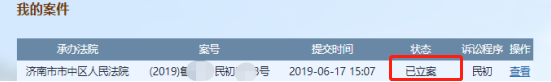 我的案件
承办法院 案号 提交时间 状态 诉讼程序 操作
济南市市中区人民法院 (2019)鲁 民初 3号 2019-06-17 15:07 已立案 民初 查看